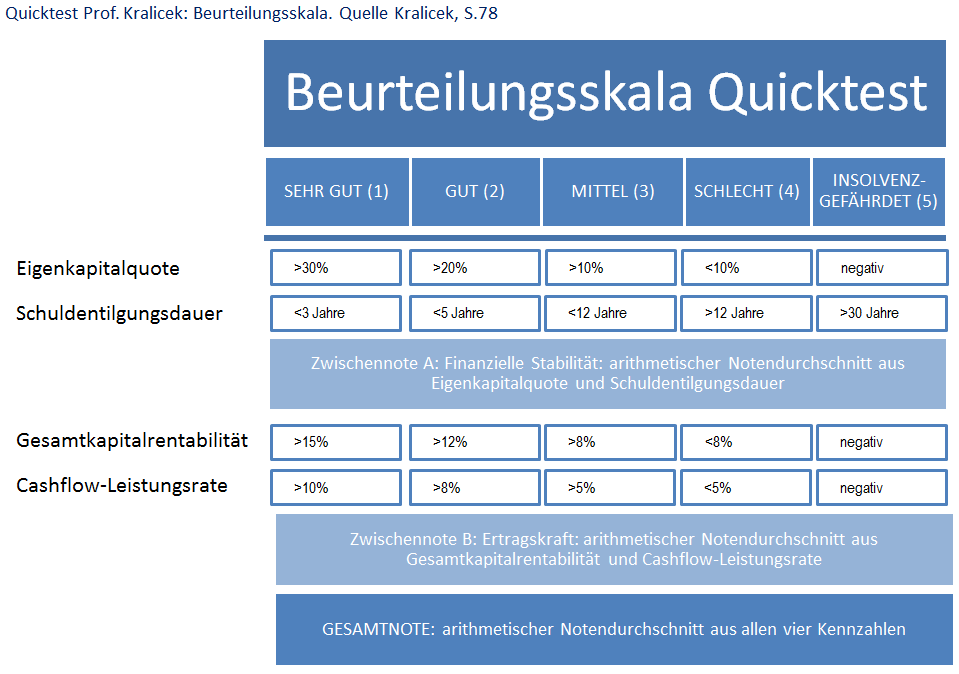 Quicktest Prof. Kralicek: Beurteilungsskala. Quelle Kralicek, S.78
Beurteilungsskala Quicktest
SEHR GUT (1) GUT (2) MITTEL (3) SCHLECHT (4) INSOLVENZ-
GEFÄHRDET (5)
Eigenkapitalquote >30% >20% >10% <10% negativ
Schuldentilgungsdauer <3 Jahre <5 Jahre <12 Jahre >12 Jahre >30 Jahre
Zwischennote A: Finanzielle Stabilität: arithmetischer Notendurchschnitt aus
Eigenkapitalquote und Schuldentilgungsdauer
Gesamtkapitalrentabilität >15% >12% >8% <8% negativ
Cashflow-Leistungsrate >10% >8% >5% <5% negativ
Zwischennote B: Ertragskraft: arithmetischer Notendurchschnitt aus
Gesamtkapitalrentabilität und Cashflow-Leistungsrate
GESAMTNOTE: arithmetischer Notendurchschnitt aus allen vier Kennzahlen